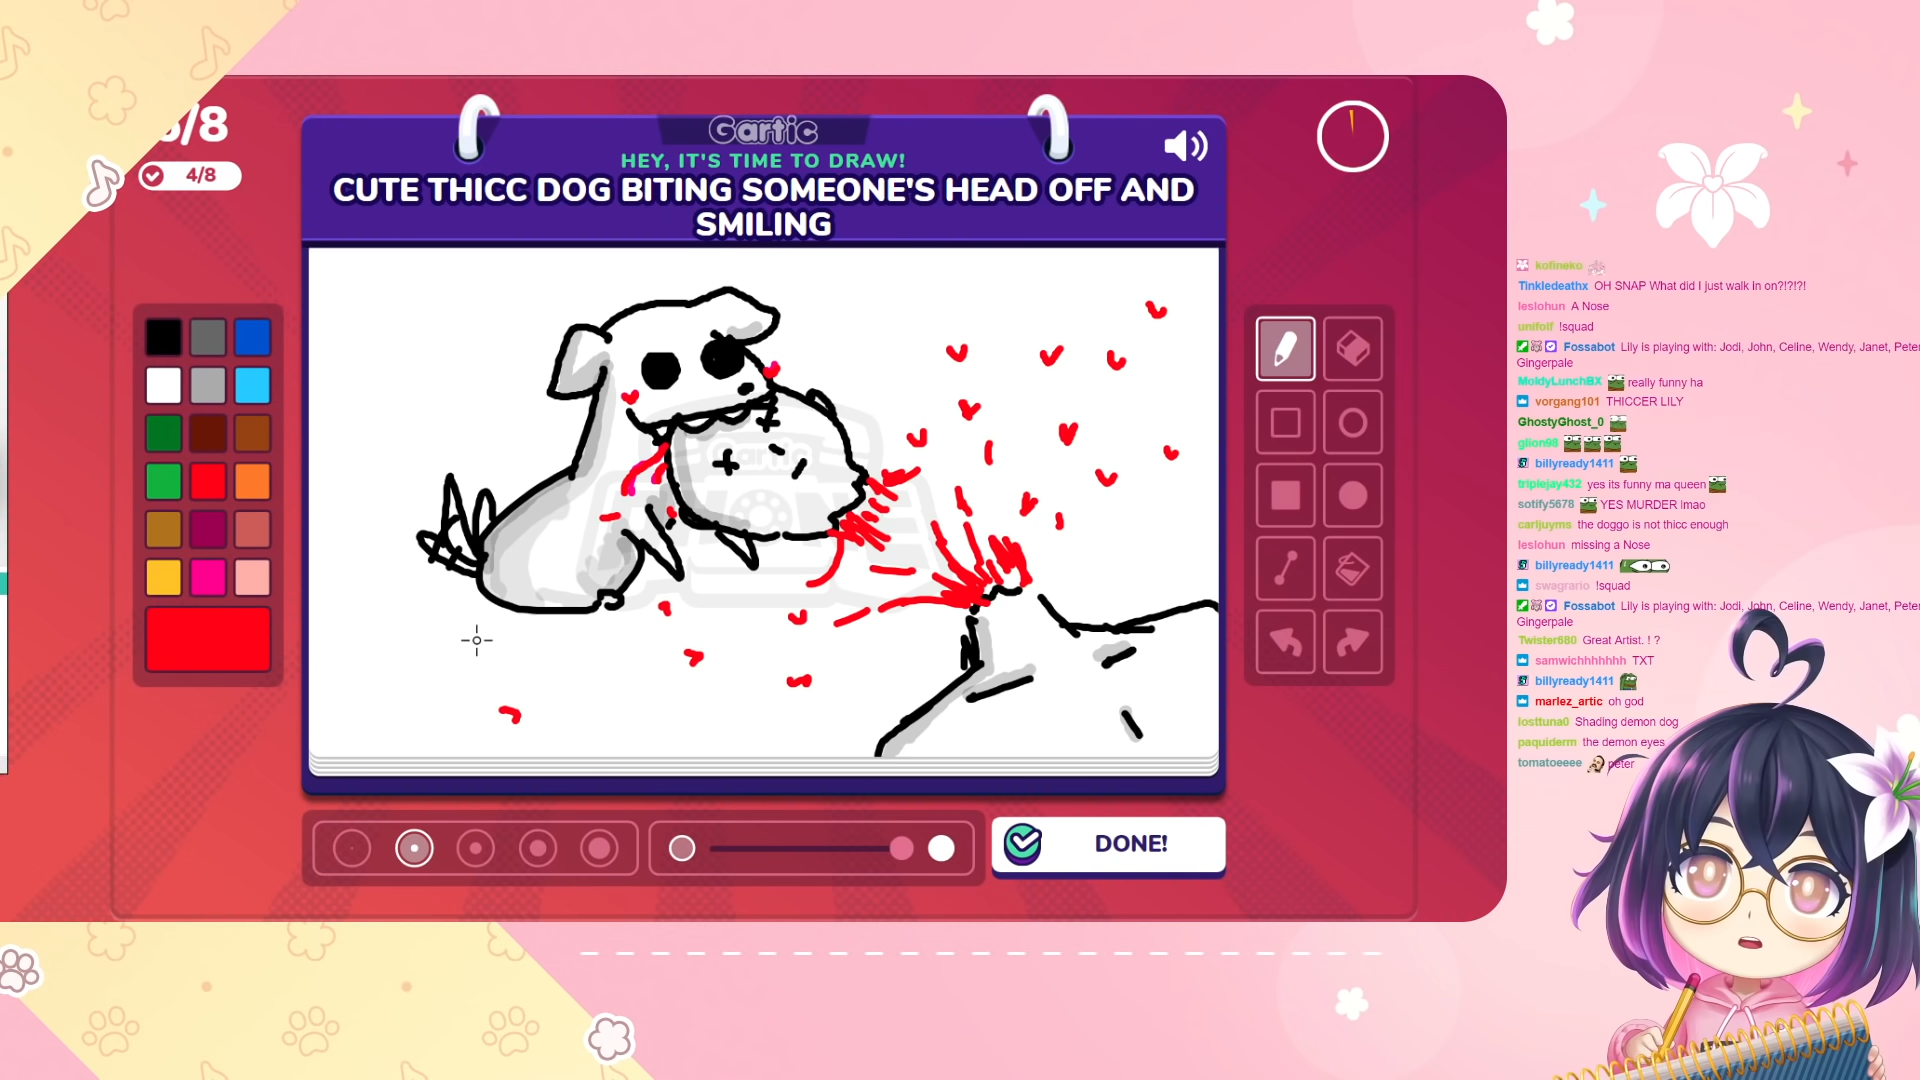 /8
4/8
Gartic
HEY, IT'S TIME TO DRAW!
CUTE THICC DOG BITING SOMEONE'S HEAD OFF AND
SMILING
DONE!
kofineko
Tinkledeathx OH SNAP What did I just walk in on?!?!?!
leslohun A Nose
unifolf !squad
Fossabot Lily is playing with: Jodi, John, Celine, Wendy, Janet, Peter
Gingerpale
MoldyLunchBX really funny ha
vorgang101 THICCER LILY
GhostyGhost_0
glion98
billyready1411
triplejay432 yes its funny ma queen
sotify5678 YES MURDER lmao
carljuyms the doggo is not thicc enough
leslohun missing a Nose
billyready1411
swagrario !squad
Fossabot Lily is playing with: Jodi, John, Celine, Wendy, Janet, Peter
Gingerpale
Twister680 Great Artist. ! ?
samwichhhhhhh TXT
billyready1411
marlez_artic oh god
losttuna0 Shading demon dog
paquiderm the demon eyes
tomatoeeee peter